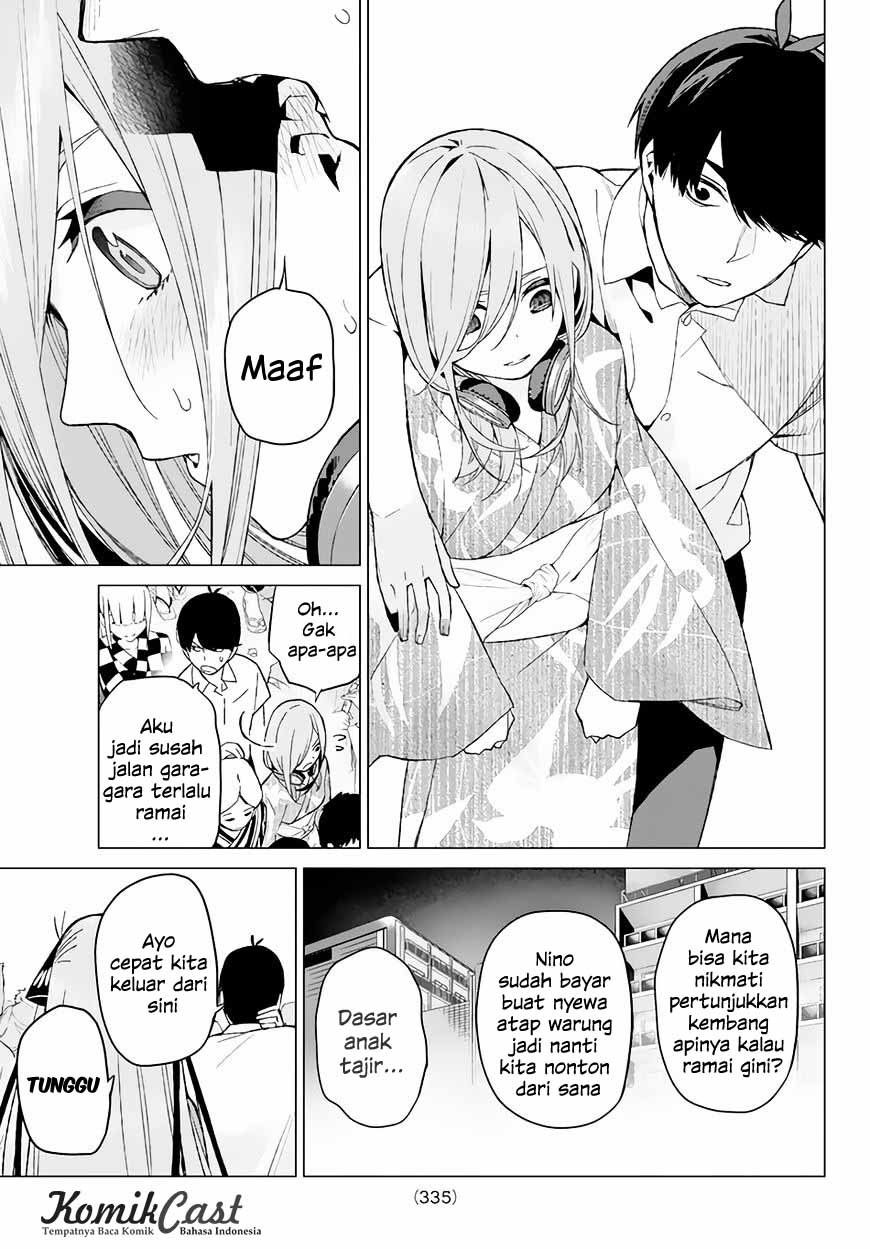 Maaf
Oh...
Gak
apa-apa
Aku
jadi susah
jalan gara-
gara terlalu
ramai
...
Mana
bisa kita
nikmati
pertunjukkan
kembang
apinya kalau
ramai gini?
Nino
sudah bayar
buat nyewa
atap warung
jadi nanti
kita nonton
dari sana
Dasar
anak
tajir...
Ayo
cepat kita
keluar dari
sini
TUNGGU
(335)
KomikCast
Tempatnya Baca Komik Bahasa Indonesia